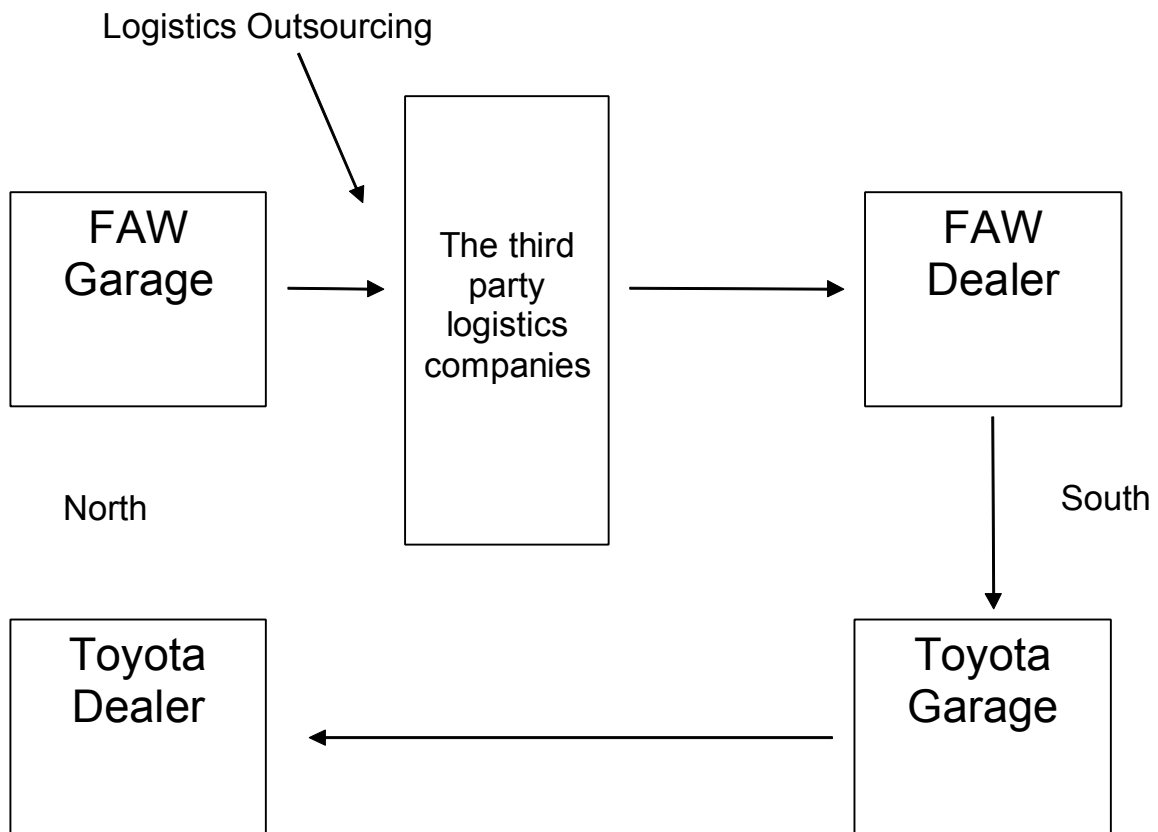 Logistics Outsourcing
FAW
Garage
The third
party
logistics
companies
FAW
Dealer
North
South
Toyota
Dealer
Toyota
Garage